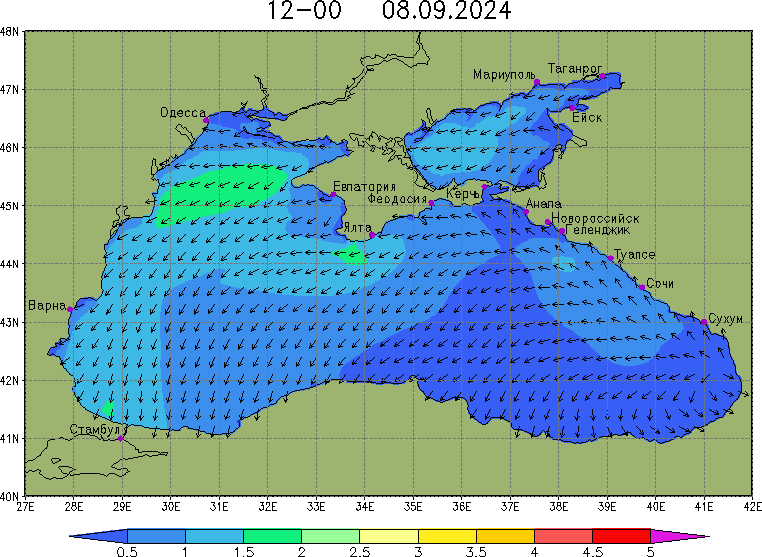 12-00 08.09.2024
48N
47N
46N
45N
44N
43N
42N
41N
40N
Таганрог
Мариуполь
Одесса
Ейск
Евпатория
Феодосия
Керчь
Анапа
Новороссийск
Ялта
Геленджик
Туапсе
Сочи
Варна
Сухум
Стамбул
27E 28E 29E 30E 31E 32E 33E 34E 35E 36E 37E 38E 39E 40E 41E 42E
0.5 1 1.5 2 2.5 3 3.5 4 4.5 5